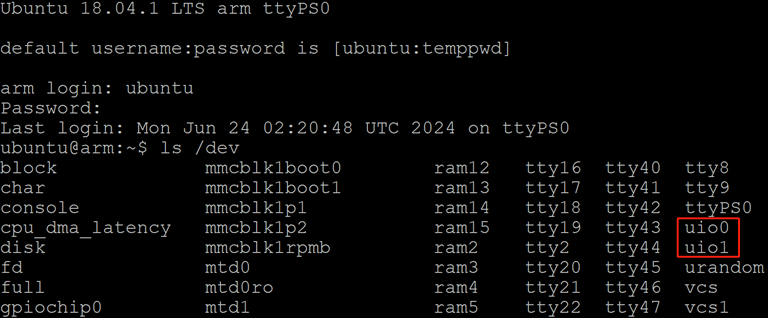 Ubuntu 18.04.1 LTS arm ttyPS0
default username:password is [ubuntu:temppwd]
arm login: ubuntu
Password:
Last login: Mon Jun 24 02:20:48 UTC 2024 on ttyPS0
ubuntu@arm:~$ ls /dev
block mmcblk1boot0 ram12 tty16 tty40 tty8
char mmcblk1boot1 ram13 tty17 tty41 tty9
console mmcblk1p1 ram14 tty18 tty42 ttyPS0
cpu_dma_latency mmcblk1p2 ram15 tty19 tty43 uio0
disk mmcblk1rpmb ram2 tty2 tty44 uio1
fd mtd0 ram3 tty20 tty45 urandom
full mtd0ro ram4 tty21 tty46 vcs
gpiochip0 mtd1 ram5 tty22 tty47 vcs1